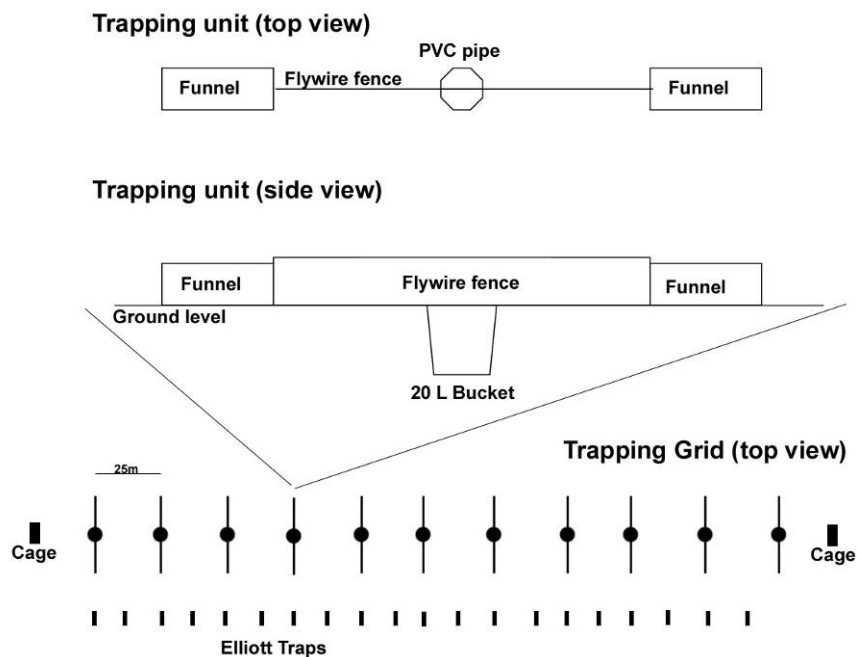 Trapping unit (top view)
PVC pipe
Funnel
Flywire fence
Funnel
Trapping unit (side view)
Funnel
Flywire fence
Funnel
Ground level
20 L Bucket
Trapping Grid (top view)
25m
Cage
Cage
Elliott Traps